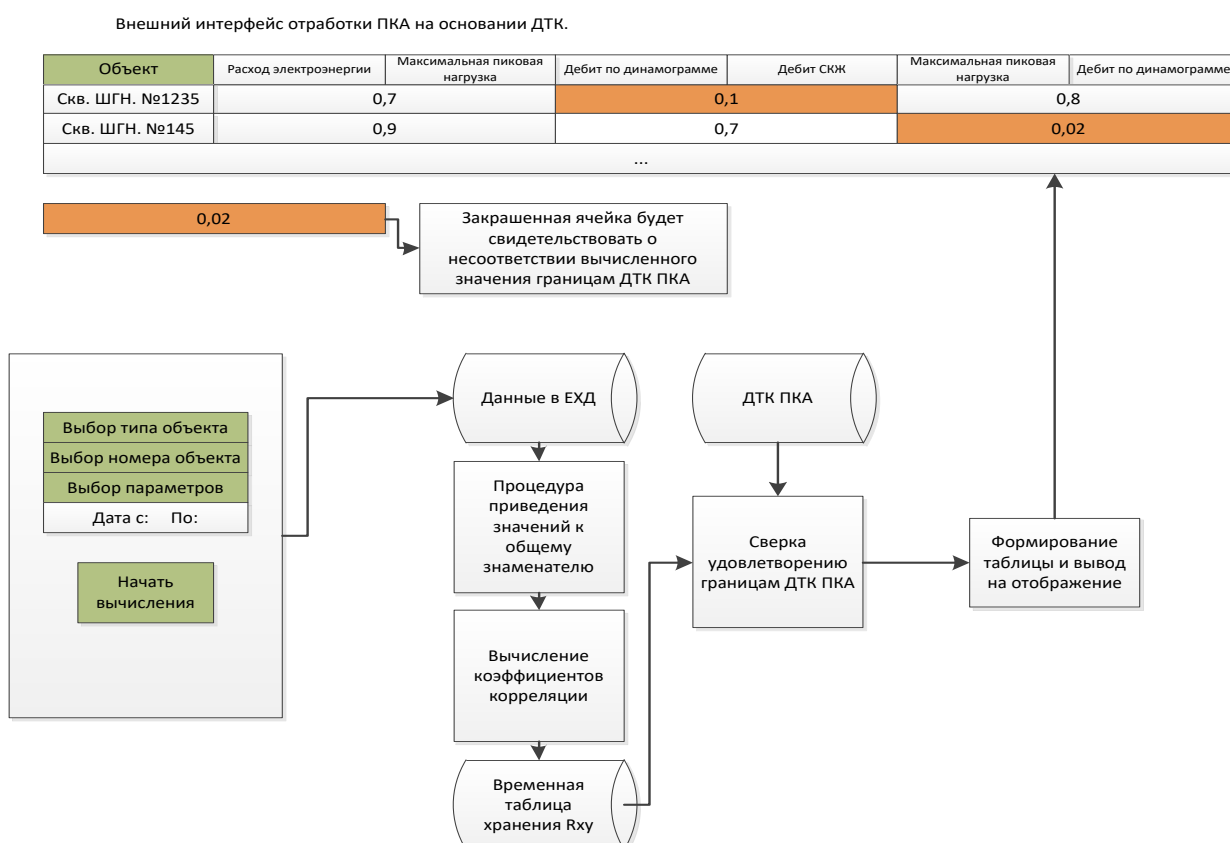 Внешний интерфейс отработки ПКА на основании ДТК.
Объект
Расход электроэнергии
Максимальная пиковая
нагрузка
Дебит по динамограмме
Дебит СКЖ
Максимальная пиковая
нагрузка
Дебит по динамограмме
Скв. ШГН. №1235
0,7
0,1
0,8
Скв. ШГН. №145
0,9
0,7
0,02
...
0,02
Закрашенная ячейка будет
свидетельствовать о
несоответствии вычисленного
значения границам ДТК ПКА
Выбор типа объекта
Выбор номера объекта
Выбор параметров
Дата с: По:
Начать
вычисления
Данные в ЕХД
Процедура
приведения
значений к
общему
знаменателю
Вычисление
коэффициентов
корреляции
Временная
таблица
хранения Rxy
ДТК ПКА
Сверка
удовлетворению
границам ДТК ПКА
Формирование
таблицы и вывод
на отображение